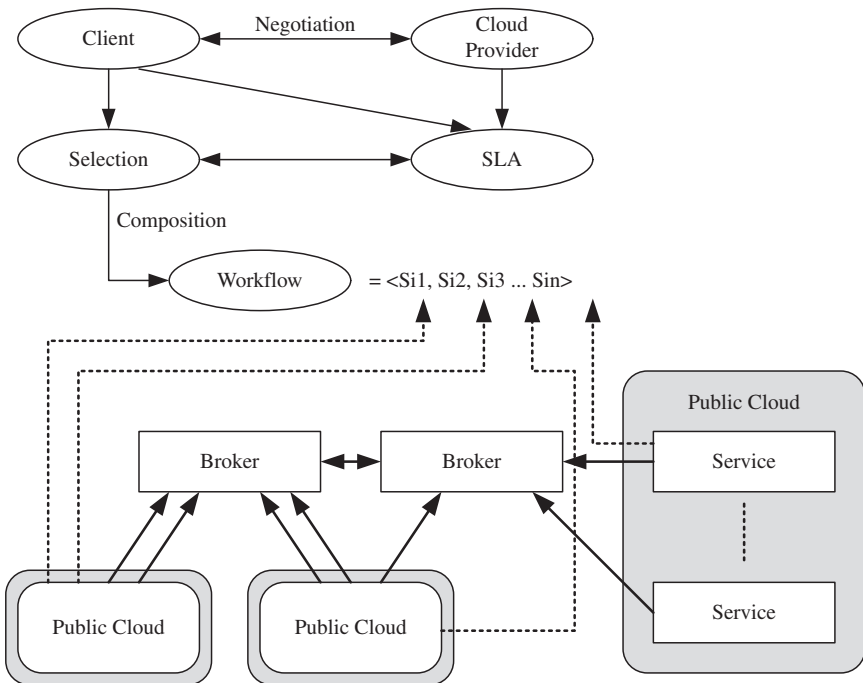 Client
Negotiation
Cloud
Provider
Selection
SLA
Composition
Workflow
= <Si1, Si2, Si3 ... Sin>
Public Cloud
Broker
Broker
Service
Service
Public Cloud
Public Cloud